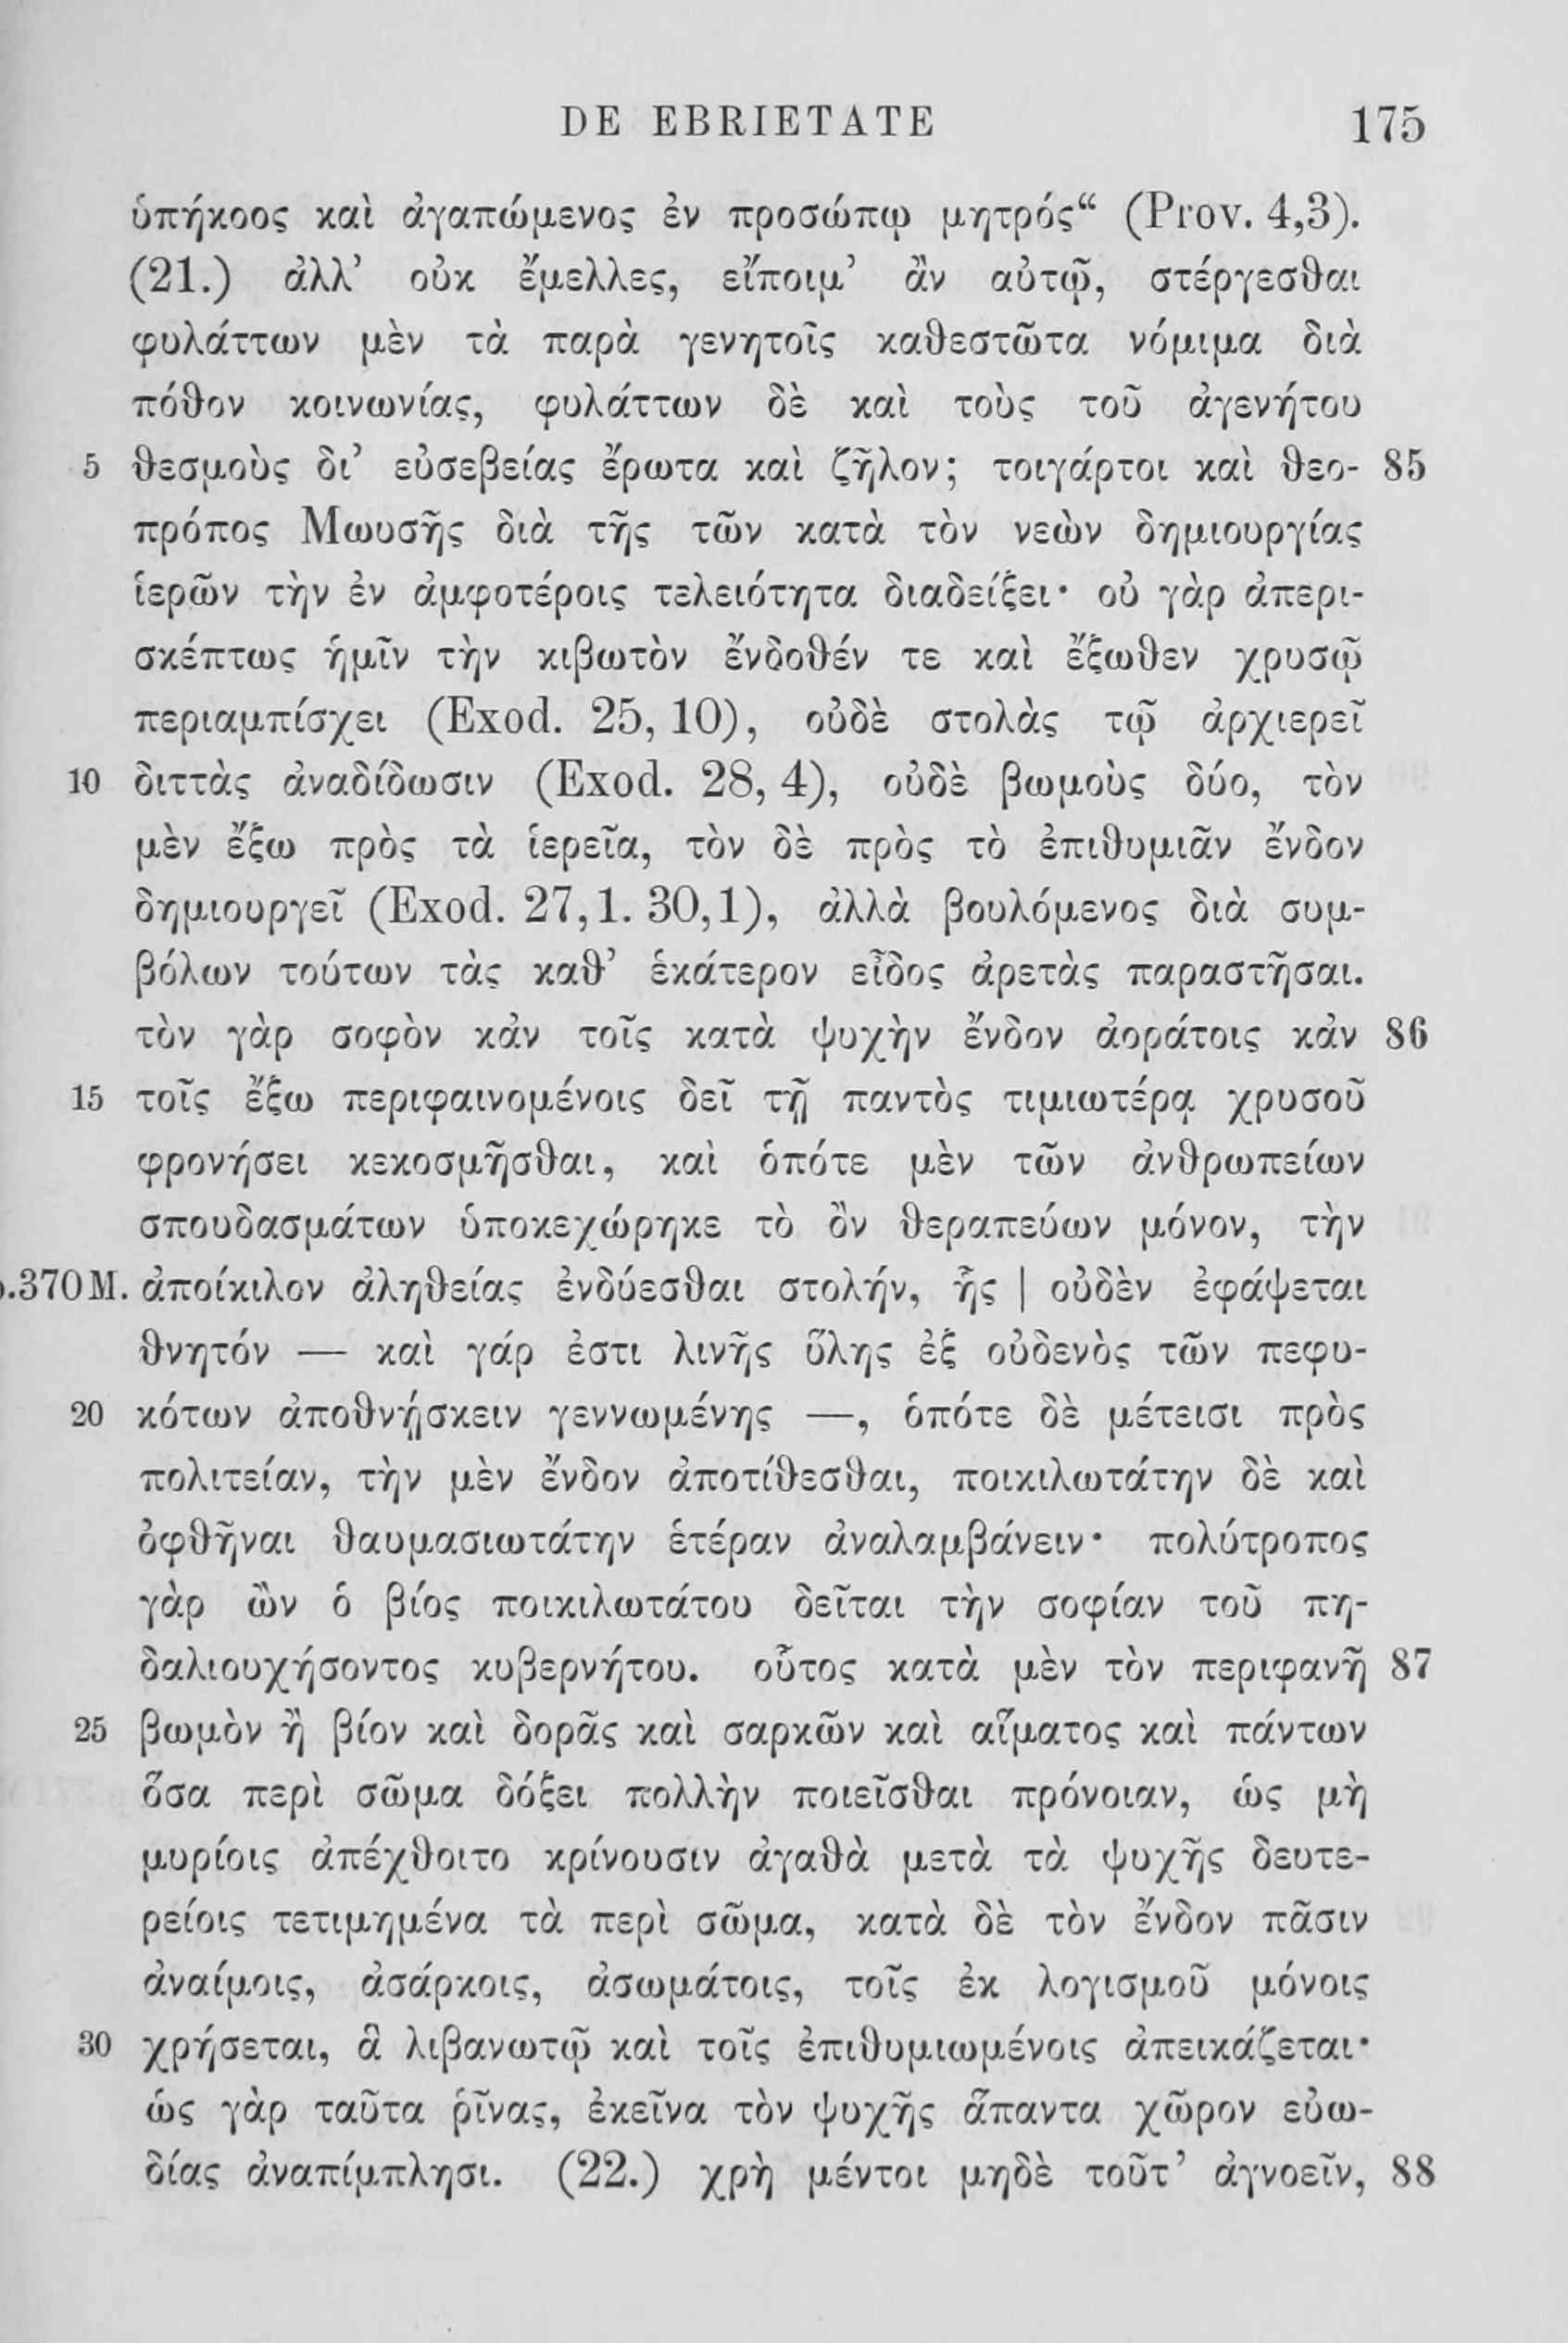 DE EBRIETATE 175
ὑπήκοος καὶ ἀγαπώμενος ἐν προσώπῳ μητρός“ (Prov. 4,3).
(21.) ἀλλ’ οὐκ ἔμελλες, εἴποιμ’ ἂν αὐτῷ, στέργεσθαι
φυλάττων μὲν τὰ παρὰ γενητοῖς καθεστῶτα νόμιμα διὰ
πόθον κοινωνίας, φυλάττων δὲ καὶ τοὺς τοῦ ἀγενήτου
5 θεσμοὺς δι’ εὐσεβείας ἔρωτα καὶ ζῆλον; τοιγάρτοι καὶ θεο- 85
πρόπος Μωυσῆς διὰ τῆς τῶν κατὰ τὸν νεὼν δημιουργίας
ἱερῶν τὴν ἐν ἀμφοτέροις τελειότητα διαδείξει· οὐ γὰρ ἀπερι-
σκέπτως ἡμῖν τὴν κιβωτὸν ἔνδοθέν τε καὶ ἔξωθεν χρυσῷ
περιαμπίσχει (Exod. 25, 10), οὐδὲ στολὰς τῷ ἀρχιερεῖ
10 διττὰς ἀναδίδωσιν (Exod. 28, 4), οὐδὲ βωμοὺς δύο, τὸν
μὲν ἔξω πρὸς τὰ ἱερεῖα, τὸν δὲ πρὸς τὸ ἐπιθυμιᾶν ἔνδον
δημιουργεῖ (Exod. 27,1. 30,1), ἀλλὰ βουλόμενος διὰ συμ-
βόλων τούτων τὰς καθ’ ἑκάτερον εἶδος ἀρετὰς παραστῆσαι.
τὸν γὰρ σοφὸν κἀν τοῖς κατὰ ψυχὴν ἔνδον ἀοράτοις κἀν 86
15 τοῖς ἔξω περιφαινομένοις δεῖ τῇ παντὸς τιμιωτέρᾳ χρυσοῦ
φρονήσει κεκοσμῆσθαι, καὶ ὁπότε μὲν τῶν ἀνθρωπείων
σπουδασμάτων ὑποκεχώρηκε τὸ ὂν θεραπεύων μόνον, τὴν
p.370 M. ἀποίκιλον ἀληθείας ἐνδύεσθαι στολήν, ἧς | οὐδὲν ἐφάψεται
θνητόν — καὶ γάρ ἐστι λινῆς ὕλης ἐξ οὐδενὸς τῶν πεφυ-
20 κότων ἀποθνῄσκειν γεννωμένης —, ὁπότε δὲ μέτεισι πρὸς
πολιτείαν, τὴν μὲν ἔνδον ἀποτίθεσθαι, ποικιλωτάτην δὲ καὶ
ὀφθῆναι θαυμασιωτάτην ἑτέραν ἀναλαμβάνειν· πολύτροπος
γὰρ ὢν ὁ βίος ποικιλωτάτου δεῖται τὴν σοφίαν τοῦ πη-
δαλιουχήσοντος κυβερνήτου. οὗτος κατὰ μὲν τὸν περιφανῆ 87
25 βωμὸν ἢ βίον καὶ δορᾶς καὶ σαρκῶν καὶ αἵματος καὶ πάντων
ὅσα περὶ σῶμα δόξει πολλὴν ποιεῖσθαι πρόνοιαν, ὡς μὴ
μυρίοις ἀπέχθοιτο κρίνουσιν ἀγαθὰ μετὰ τὰ ψυχῆς δευτε-
ρείοις τετιμημένα τὰ περὶ σῶμα, κατὰ δὲ τὸν ἔνδον πᾶσιν
ἀναίμοις, ἀσάρκοις, ἀσωμάτοις, τοῖς ἐκ λογισμοῦ μόνοις
30 χρήσεται, ἃ λιβανωτῷ καὶ τοῖς ἐπιθυμιωμένοις ἀπεικάζεται·
ὡς γὰρ ταῦτα ῥῖνας, ἐκεῖνα τὸν ψυχῆς ἅπαντα χῶρον εὐω-
δίας ἀναπίμπλησι. (22.) χρὴ μέντοι μηδὲ τοῦτ’ ἀγνοεῖν, 88